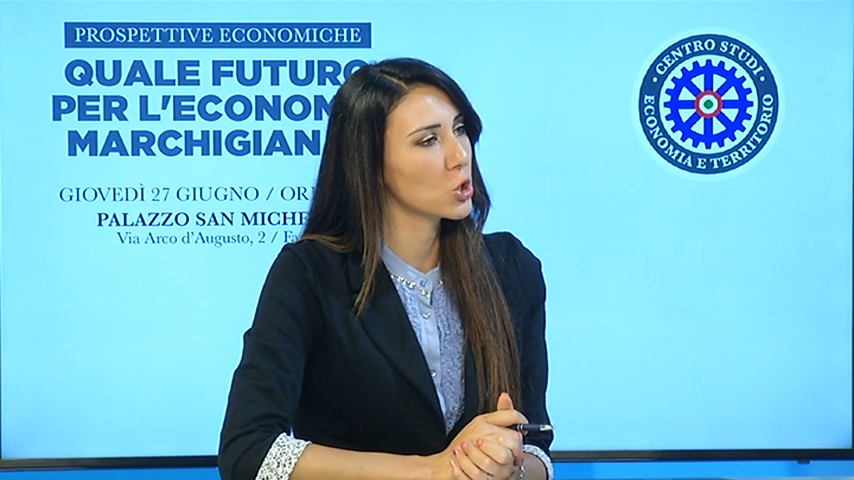 PROSPETTIVE ECONOMICHE
QUALE FUTURO
PER L'ECONOM
MARCHIGIAN
GIOVEDÌ 27 GIUGNO / OR
PALAZZO SAN MICHE
Via Arco d'Augusto, 2 / Fa
· CENTRO STUDI ·
ECONOMIA E TERRITORIO